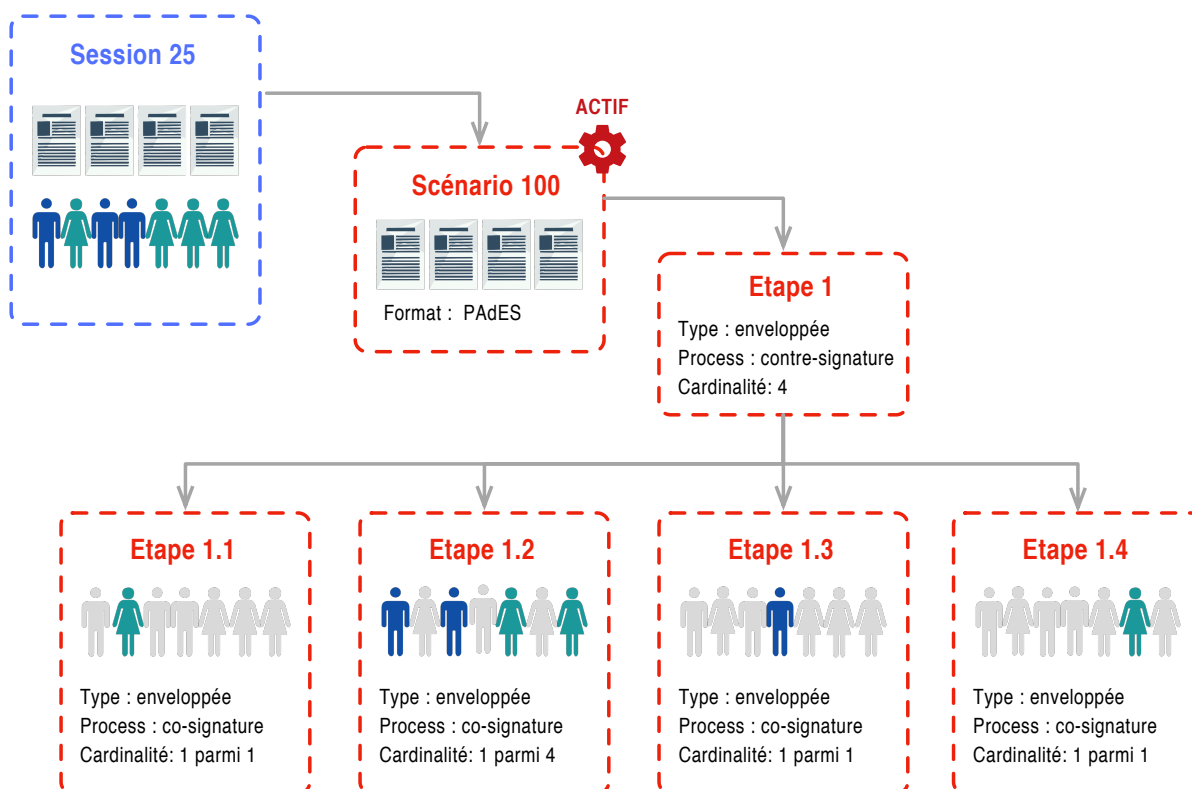 Session 25
ACTIF
Scénario 100
Format :  PAdES
Etape 1
Type : enveloppée
Process : contre-signature
Cardinalité: 4
Etape 1.1
Type : enveloppée
Process : co-signature
Cardinalité: 1 parmi 1
Etape 1.2
Type : enveloppée
Process : co-signature
Cardinalité: 1 parmi 4
Etape 1.3
Type : enveloppée
Process : co-signature
Cardinalité: 1 parmi 1
Etape 1.4
Type : enveloppée
Process : co-signature
Cardinalité: 1 parmi 1